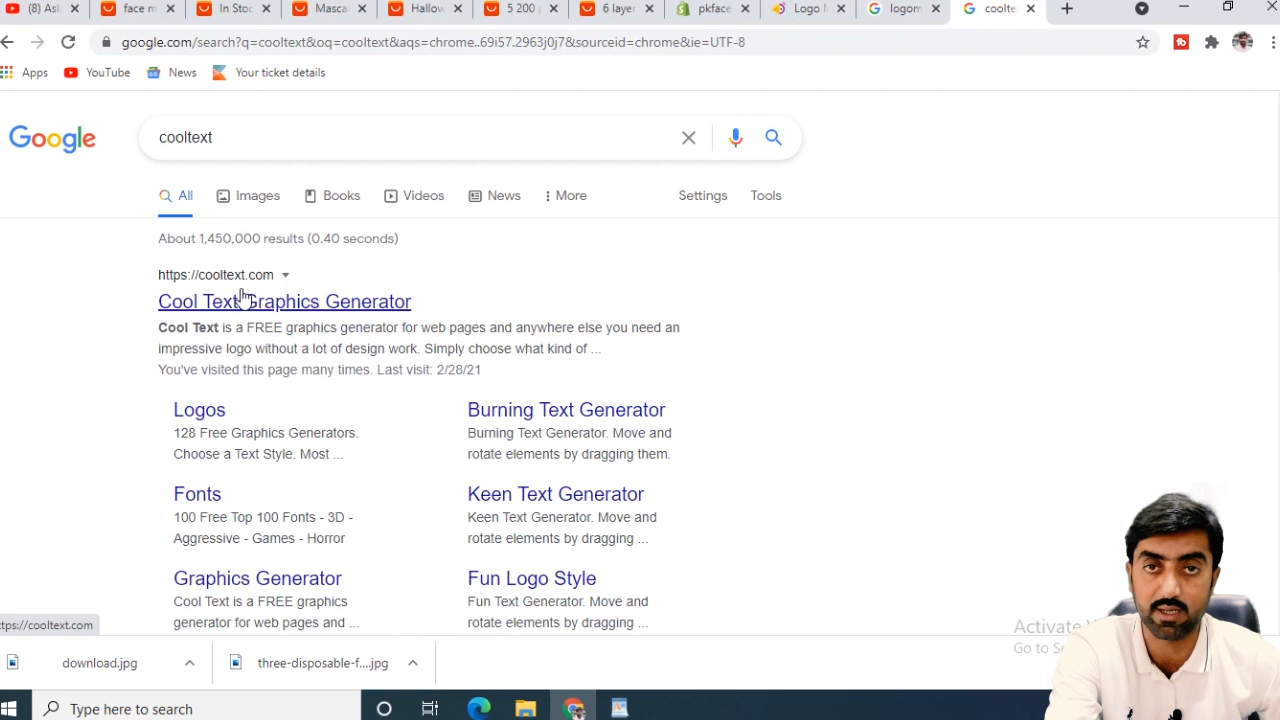 (8) Asl
face m
In Stoc
Masca
Hallow
5 200
6 layer
pkface
Logo M
logom
coolte
google.com/search?q=cooltext&oq=cooltext&aqs=chrome..69i57.2963j0j7&sourceid=chrome&ie=UTF-8
Apps
YouTube
News
Your ticket details
Google
cooltext
All
Images
Books
Videos
News
More
Settings
Tools
About 1,450,000 results (0.40 seconds)
https://cooltext.com
Cool Text Graphics Generator
Cool Text is a FREE graphics generator for web pages and anywhere else you need an
impressive logo without a lot of design work. Simply choose what kind of ...
You've visited this page many times. Last visit: 2/28/21
Logos
128 Free Graphics Generators.
Choose a Text Style. Most ...
Burning Text Generator
Burning Text Generator. Move and
rotate elements by dragging them.
Fonts
100 Free Top 100 Fonts - 3D -
Aggressive - Games - Horror
Keen Text Generator
Keen Text Generator. Move and
rotate elements by dragging ...
Graphics Generator
Cool Text is a FREE graphics
generator for web pages and ...
Fun Logo Style
Fun Text Generator. Move and
rotate elements by dragging ...
ttps://cooltext.com
Activate
Go to Se
download.jpg
three-disposable-f....jpg
Type here to search